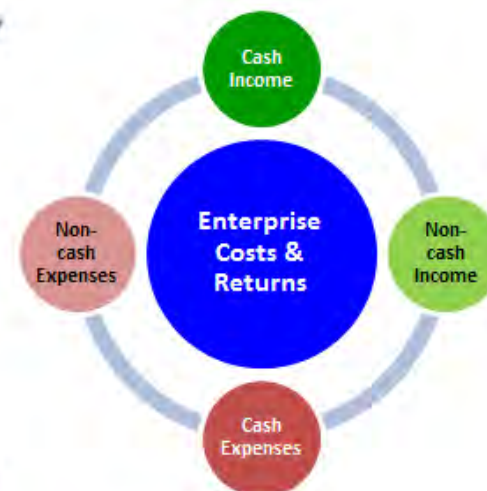 Cash
Income
Enterprise
Costs &
Returns
Non-
cash
Expenses
Non-
cash
Income
Cash
Expenses